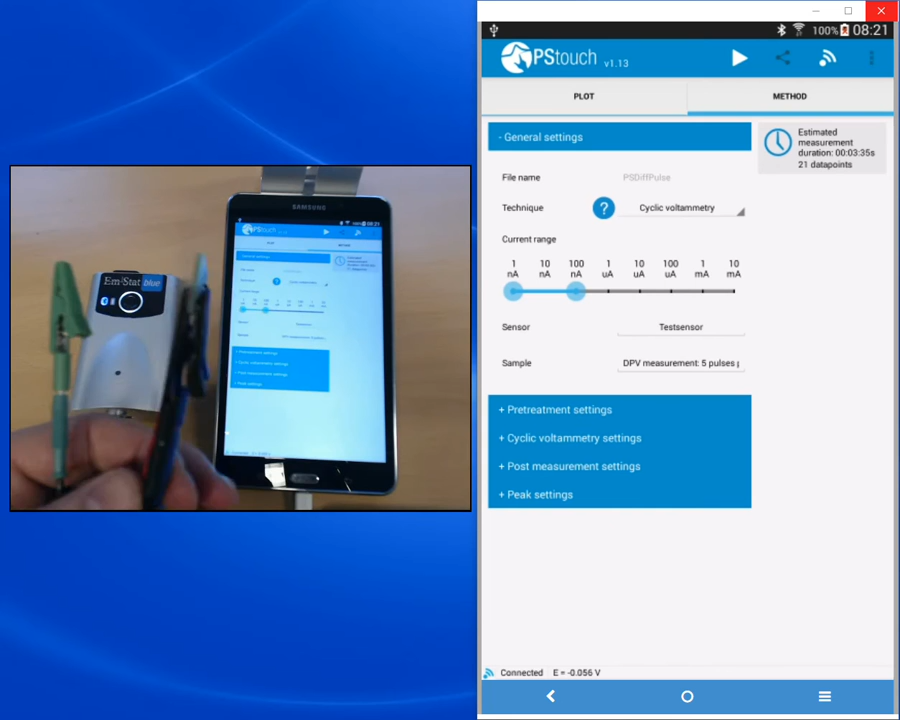 100% 08:21
PStouch v1.13
PLOT METHOD
- General settings
Estimated
measurement
duration: 00:03:35s
21 datapoints
File name PSDiffPulse
Technique ? Cyclic voltammetry
Current range
1 10 100 1 10 100 1 10
nA nA nA uA uA uA mA mA
Sensor Testsensor
Sample DPV measurement: 5 pulses
+ Pretreatment settings
+ Cyclic voltammetry settings
+ Post measurement settings
+ Peak settings
Connected E = -0.056 V
EmStat blue
SAMSUNG